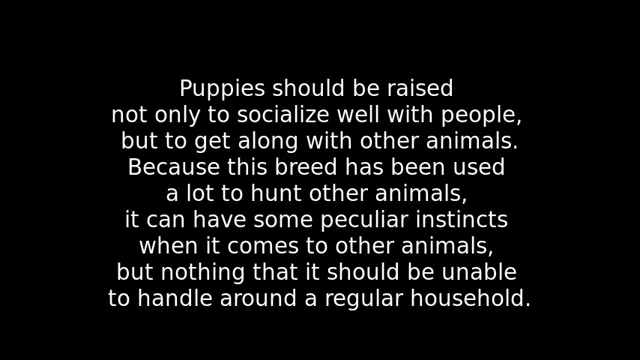 Puppies should be raised
not only to socialize well with people,
but to get along with other animals.
Because this breed has been used
a lot to hunt other animals,
it can have some peculiar instincts
when it comes to other animals,
but nothing that it should be unable
to handle around a regular household.